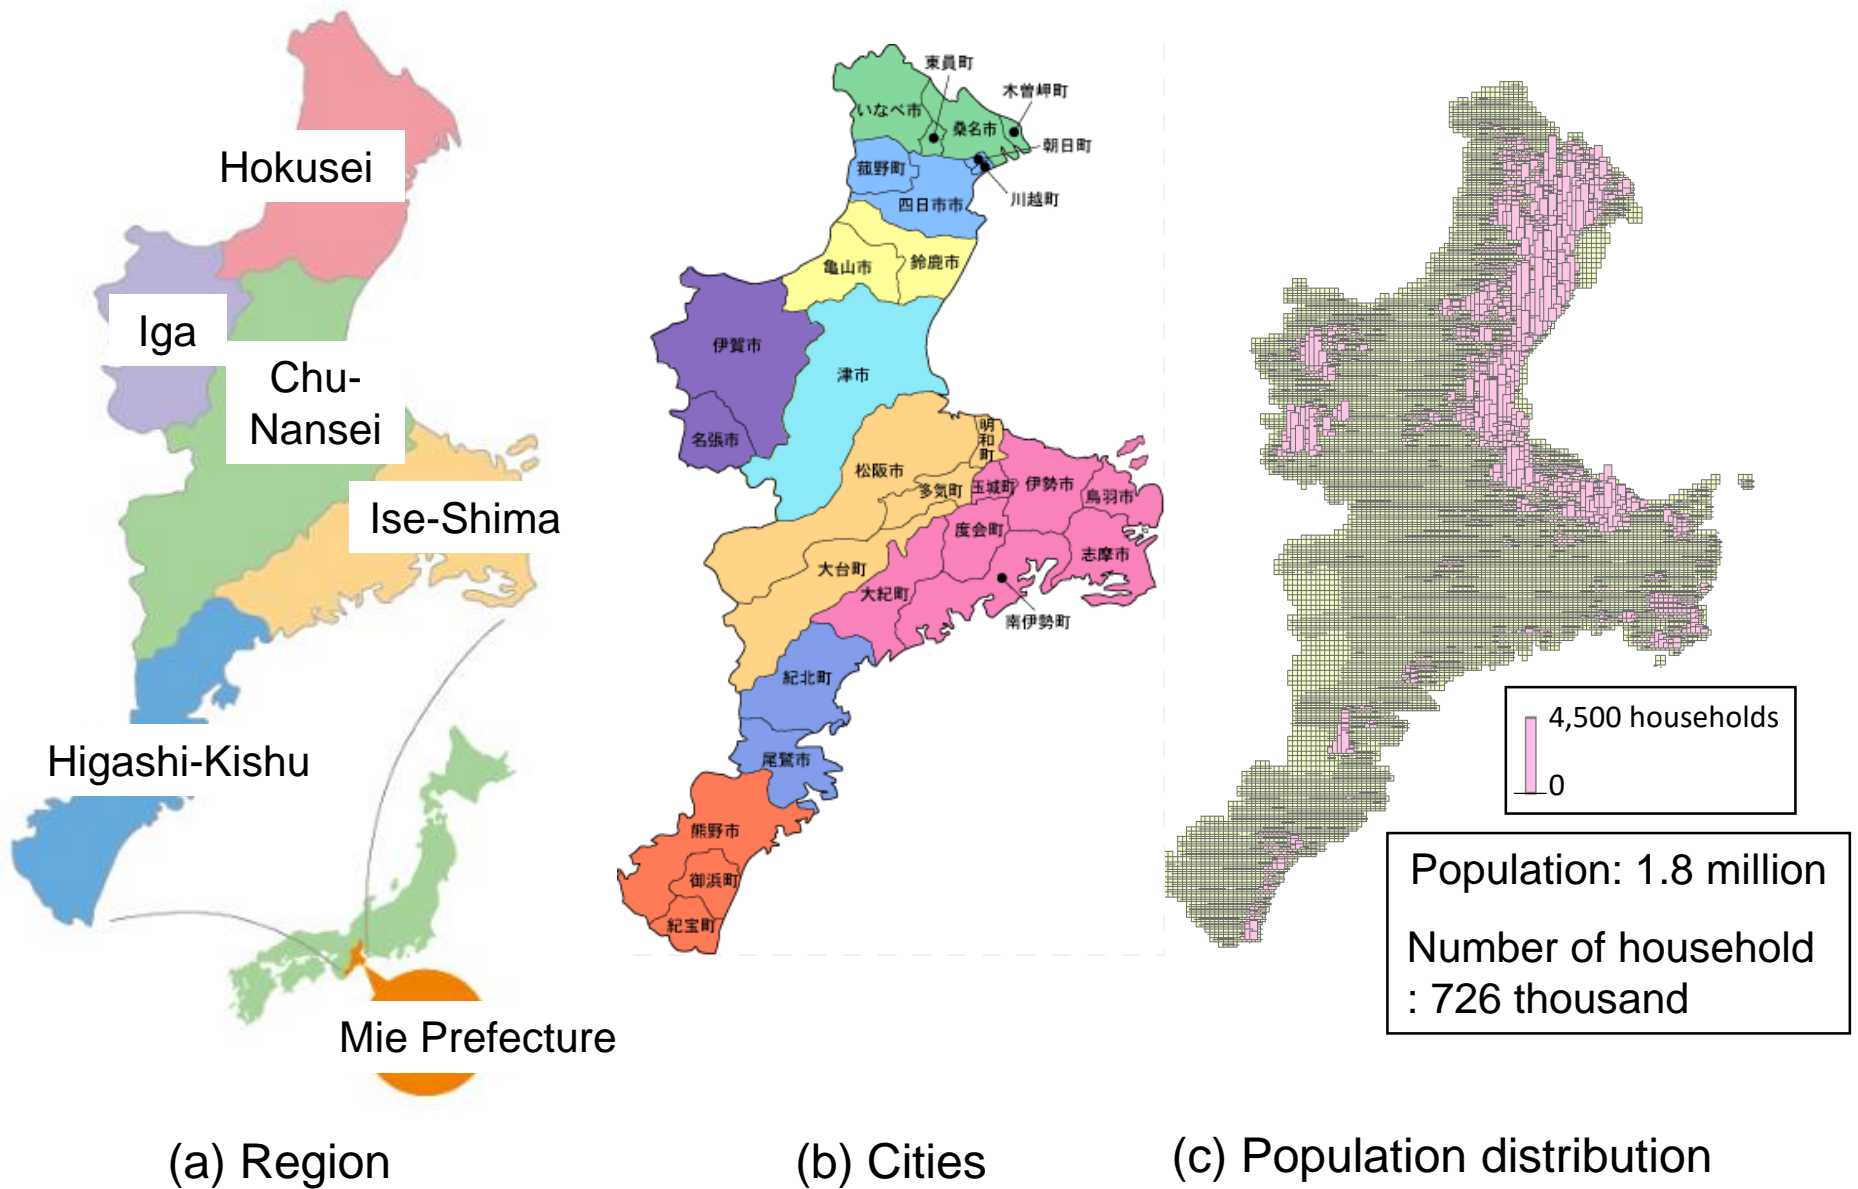 Hokusei
Iga
Chu-
Nansei
Ise-Shima
Higashi-Kishu
Mie Prefecture
(a) Region
東員町
木曽岬町
いなべ市
桑名市
朝日町
菰野町
川越町
四日市市
亀山市
鈴鹿市
伊賀市
津市
名張市
明和町
松阪市
多気町
玉城町
伊勢市
鳥羽市
度会町
志摩市
大台町
大紀町
南伊勢町
紀北町
尾鷲市
熊野市
御浜町
紀宝町
(b) Cities
4,500 households
0
Population: 1.8 million
Number of household
: 726 thousand
(c) Population distribution